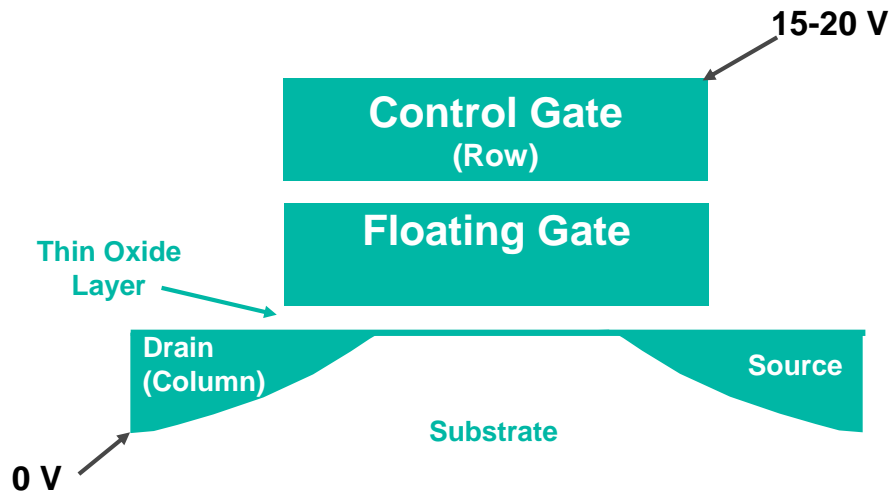 15-20 V
Control Gate
(Row)
Floating Gate
Thin Oxide
Layer
Drain
(Column)
Source
Substrate
0 V